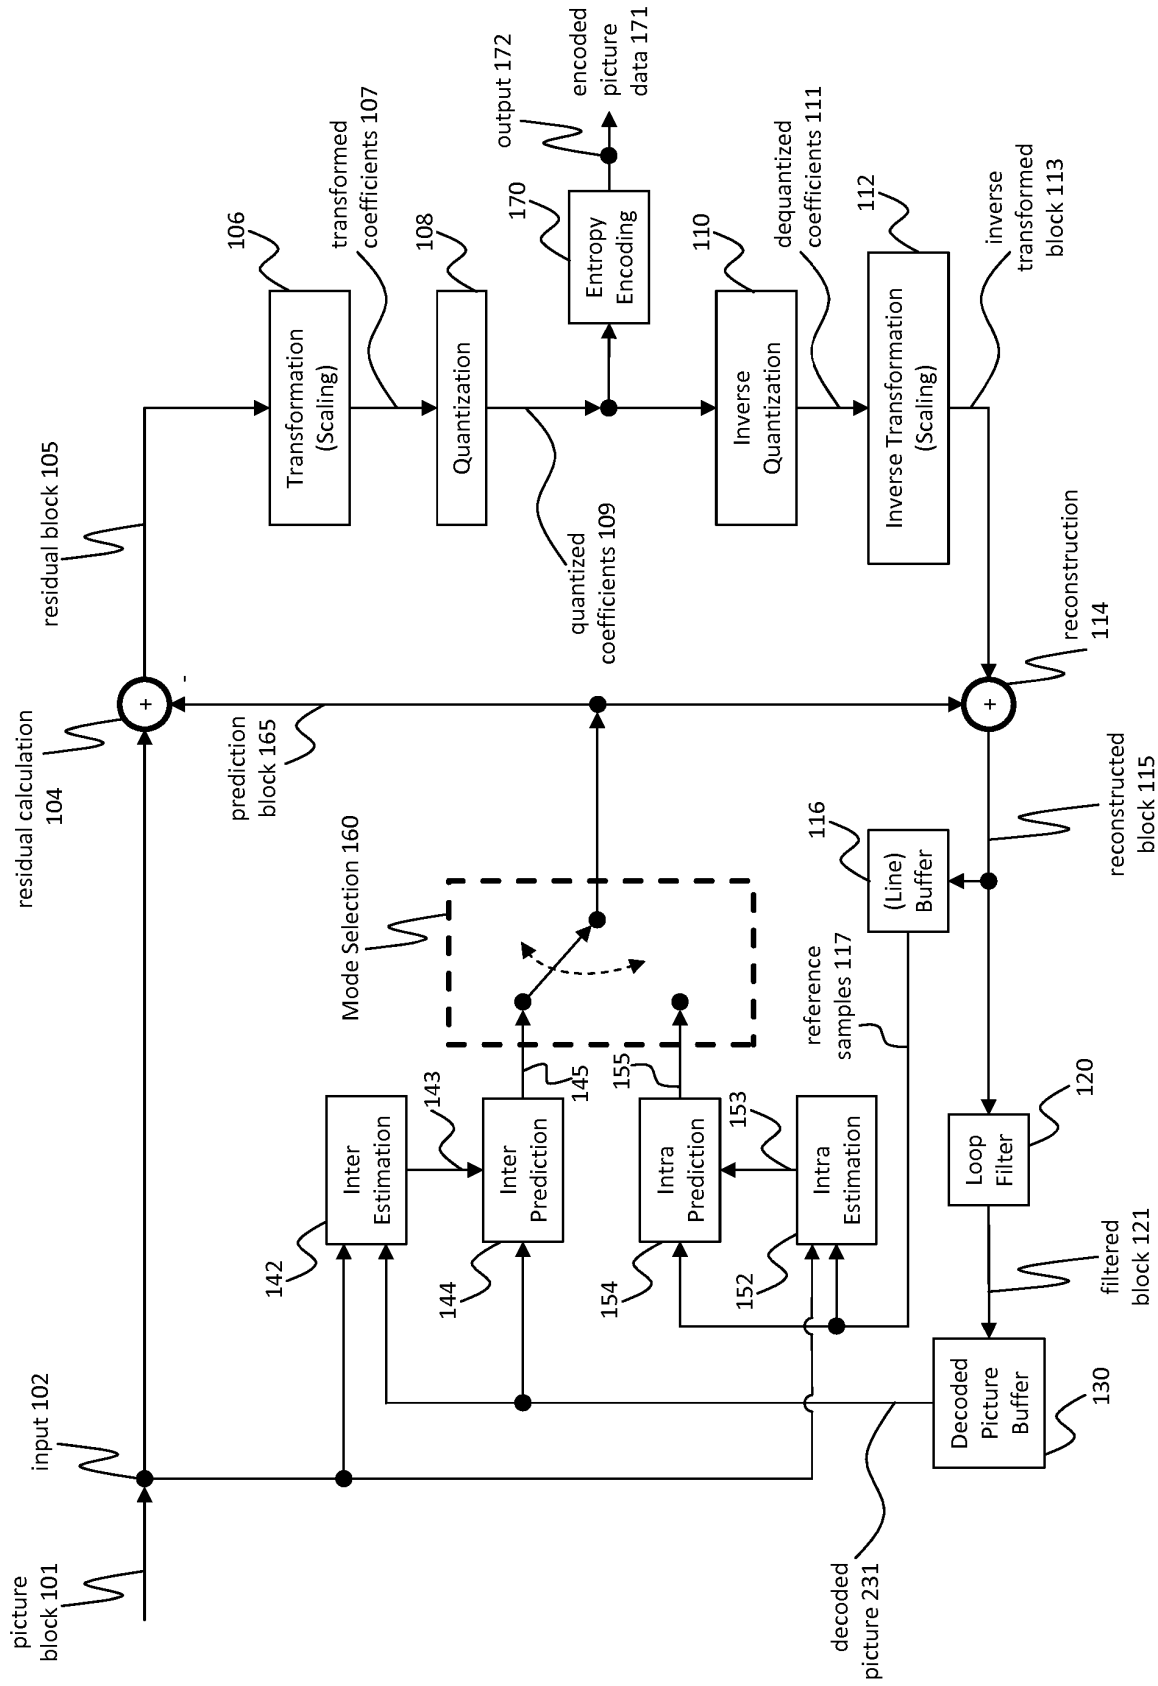 picture
block 101
input 102
residual calculation
104
-
+
residual block 105
106
Transformation
(Scaling)
transformed
coefficients 107
108
Quantization
quantized
coefficients 109
170
Entropy
Encoding
output 172
encoded
picture
data 171
110
Inverse
Quantization
dequantized
coefficients 111
112
Inverse Transformation
(Scaling)
inverse
transformed
block 113
prediction
block 165
Mode Selection 160
142
Inter
Estimation
143
144
Inter
Prediction
145
154
Intra
Prediction
155
153
152
Intra
Estimation
reference
samples 117
116
(Line)
Buffer
+
reconstruction
114
reconstructed
block 115
120
Loop
Filter
filtered
block 121
Decoded
Picture
Buffer
130
decoded
picture 231